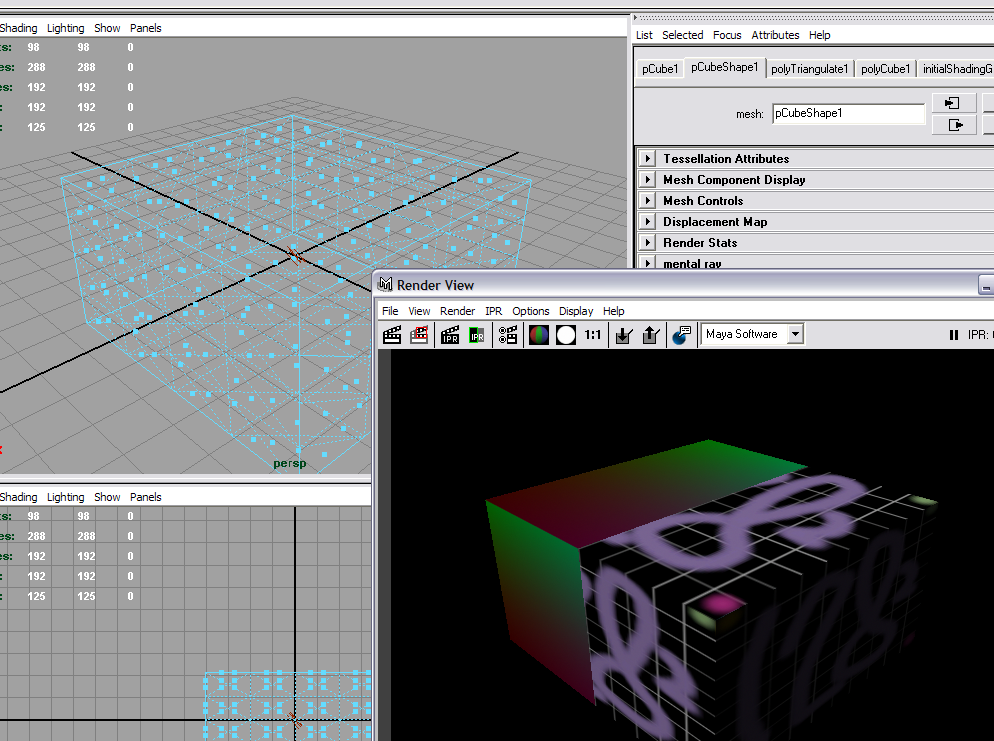 Shading Lighting Show Panels
ts: 98 98 0
es: 288 288 0
es: 192 192 0
: 192 192 0
: 125 125 0
persp
Shading Lighting Show Panels
ts: 98 98 0
es: 288 288 0
es: 192 192 0
: 192 192 0
: 125 125 0
List Selected Focus Attributes Help
pCube1 pCubeShape1 polyTriangulate1 polyCube1 initialShadingG
mesh: pCubeShape1
Tessellation Attributes
Mesh Component Display
Mesh Controls
Displacement Map
Render Stats
mental ray
Render View
File View Render IPR Options Display Help
IPR IPR 1:1 Maya Software IPR: